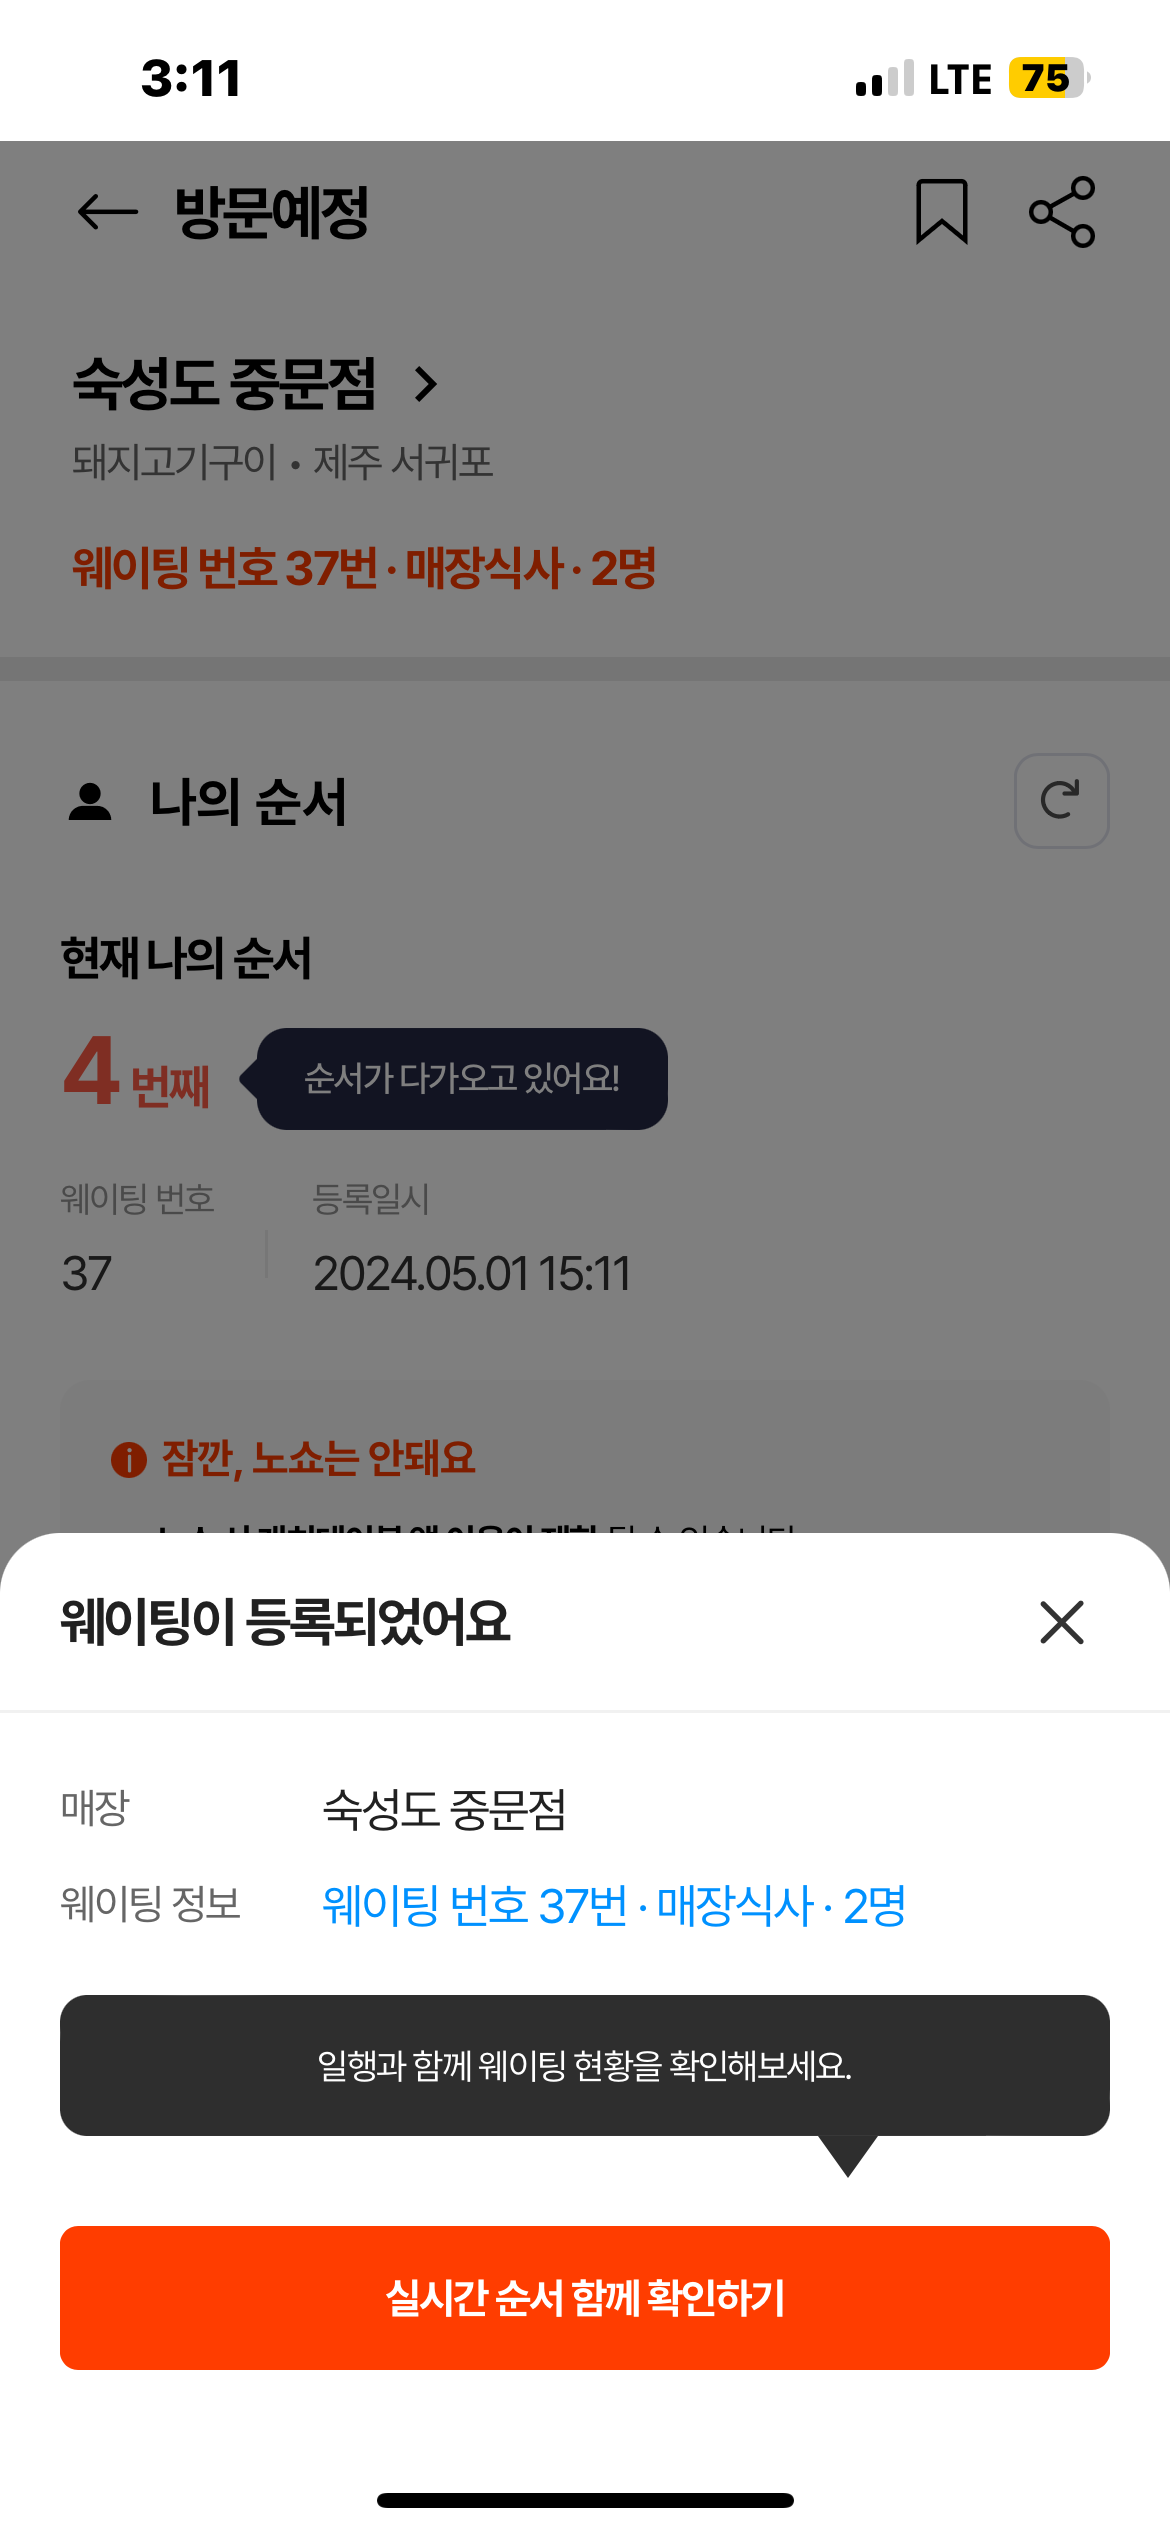 3:11 LTE 75
방문예정
숙성도 중문점
돼지고기구이 • 제주 서귀포
웨이팅 번호 37번 · 매장식사 · 2명
나의 순서
현재 나의 순서
4 번째 순서가 다가오고 있어요!
웨이팅 번호 등록일시
37 2024.05.01 15:11
잠깐, 노쇼는 안돼요
웨이팅이 등록되었어요
매장 숙성도 중문점
웨이팅 정보 웨이팅 번호 37번 · 매장식사 · 2명
일행과 함께 웨이팅 현황을 확인해보세요.
실시간 순서 함께 확인하기